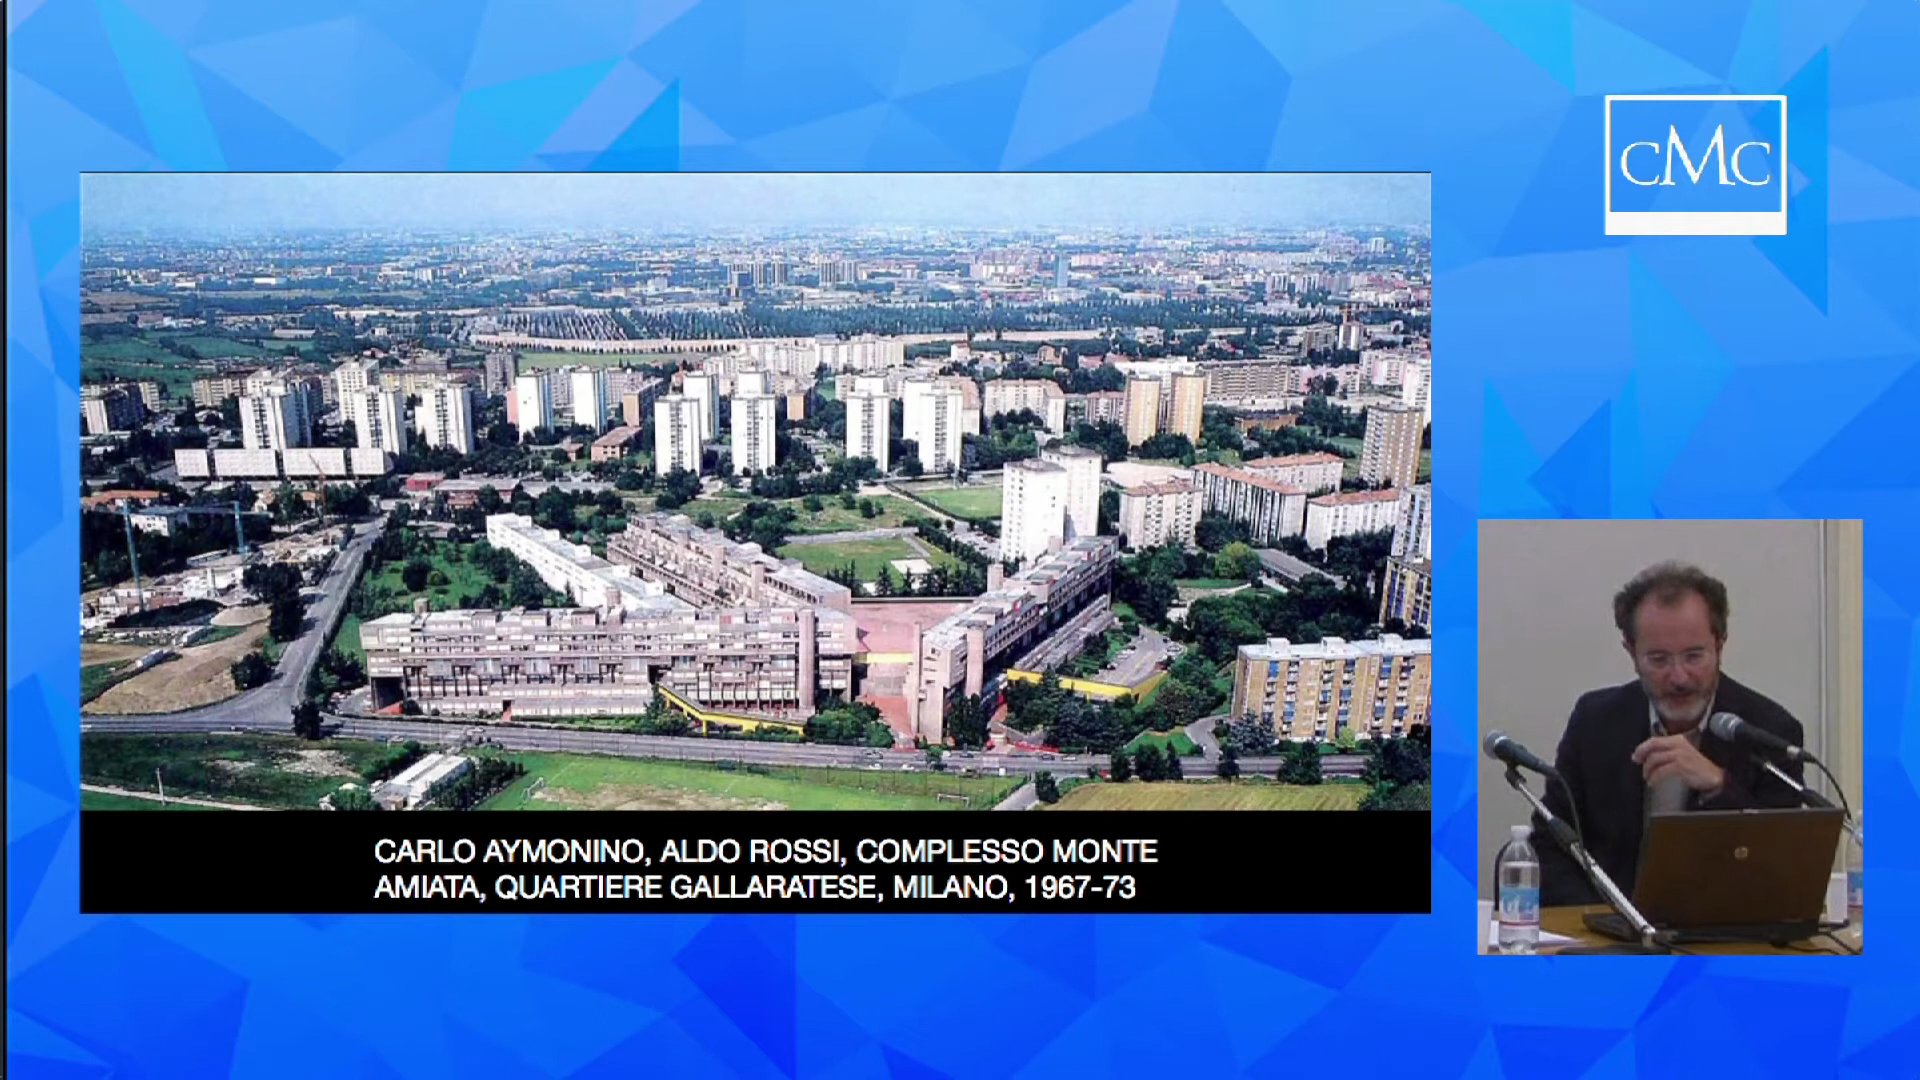 CMC
CARLO AYMONINO, ALDO ROSSI, COMPLESSO MONTE
AMIATA, QUARTIERE GALLARATESE, MILANO, 1967-73